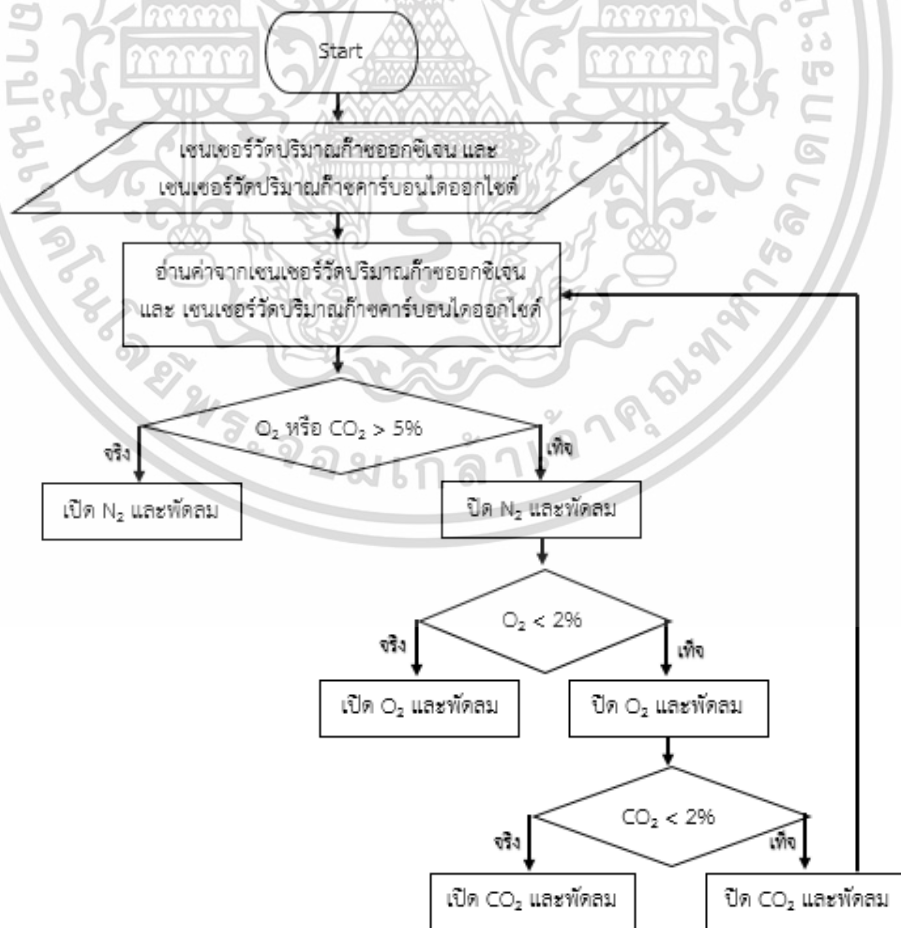 Start
เซนเซอร์วัดปริมาณก๊าซออกซิเจน และ
เซนเซอร์วัดปริมาณก๊าซคาร์บอนไดออกไซด์
อ่านค่าจากเซนเซอร์วัดปริมาณก๊าซออกซิเจน
และ เซนเซอร์วัดปริมาณก๊าซคาร์บอนไดออกไซด์
O₂ หรือ CO₂ > 5%
จริง
เท็จ
เปิด N₂ และพัดลม
ปิด N₂ และพัดลม
O₂ < 2%
จริง
เท็จ
เปิด O₂ และพัดลม
ปิด O₂ และพัดลม
CO₂ < 2%
จริง
เท็จ
เปิด CO₂ และพัดลม
ปิด CO₂ และพัดลม